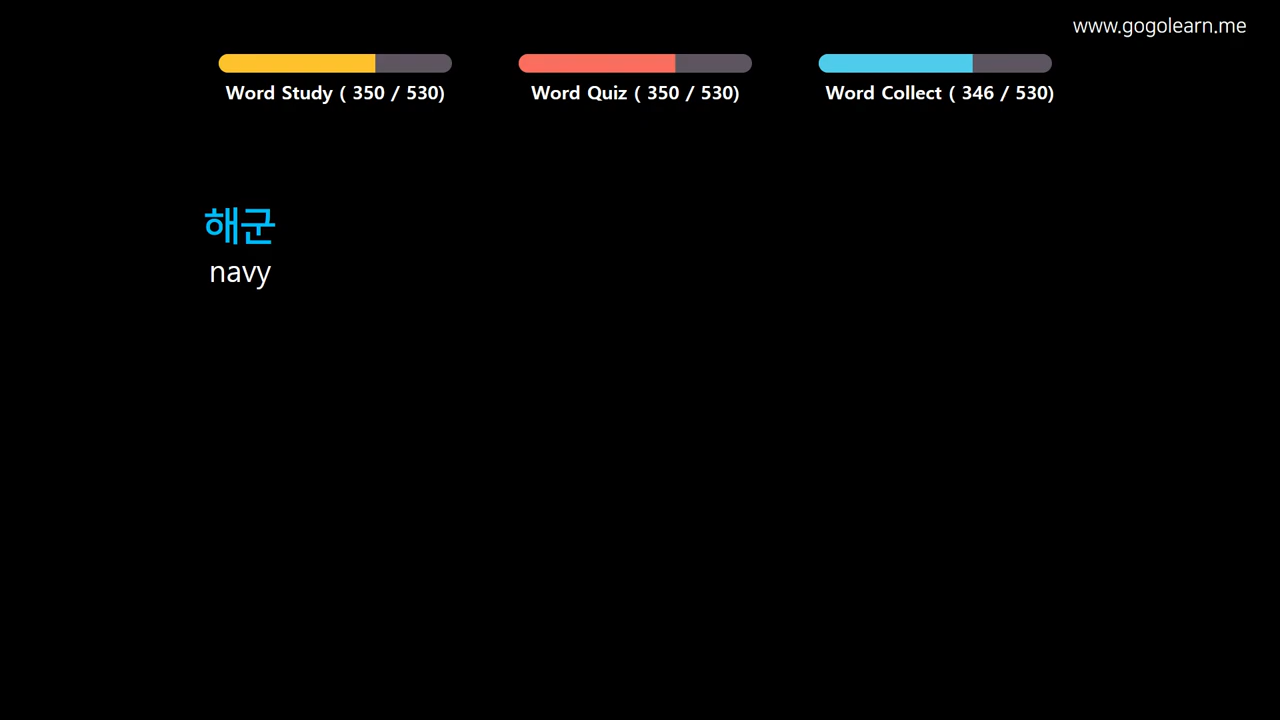 www.gogolearn.me
Word Study ( 350 / 530)
Word Quiz ( 350 / 530)
Word Collect ( 346 / 530)
해군
navy